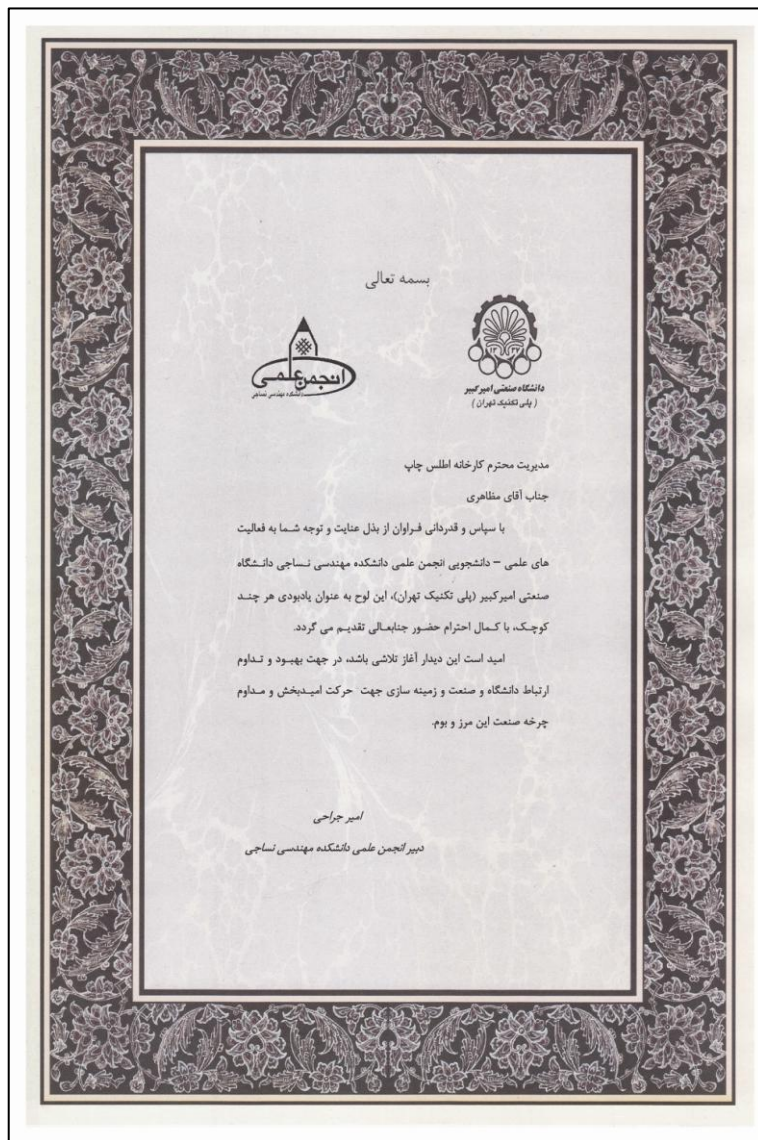 بسمه تعالی
دانشگاه صنعتی امیرکبیر
( پلی تکنیک تهران )
انجمن علمی
دانشکده مهندسی نساجی
مدیریت محترم کارخانه اطلس چاپ
جناب آقای مظاهری
با سپاس و قدردانی فراوان از بذل عنایت و توجه شما به فعالیت
های علمی – دانشجویی انجمن علمی دانشکده مهندسی نساجی دانشگاه
صنعتی امیرکبیر (پلی تکنیک تهران)، این لوح به عنوان یادبودی هر چند
کوچک، با کمال احترام حضور جنابعالی تقدیم می گردد.
امید است این دیدار آغاز تلاشی باشد، در جهت بهبود و تداوم
ارتباط دانشگاه و صنعت و زمینه سازی جهت حرکت امیدبخش و مداوم
چرخه صنعت این مرز و بوم.
امیر جراحی
دبیر انجمن علمی دانشکده مهندسی نساجی